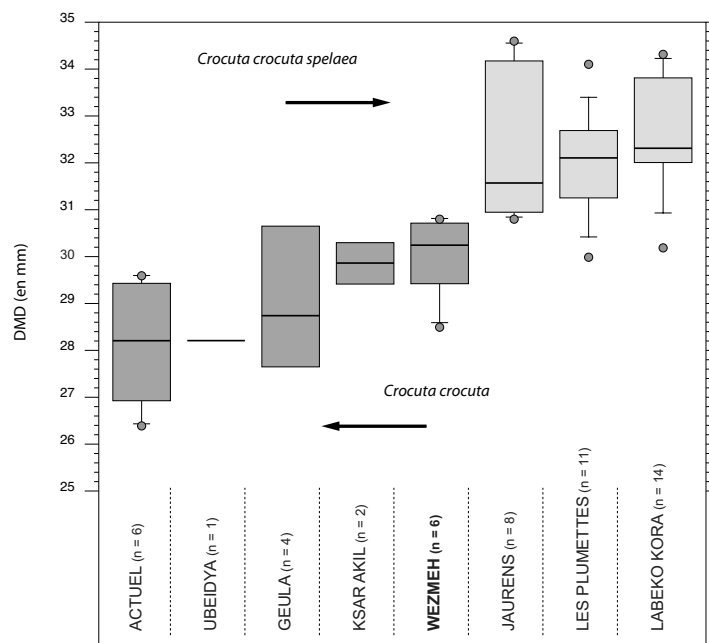 35
Crocuta crocuta spelaea
34
33
32
31
30
DMD (en mm)
29
28
Crocuta crocuta
27
26
25
ACTUEL (n = 6)
UBEIDYA (n = 1)
GEULA (n = 4)
KSAR AKIL (n = 2)
WEZMEH (n = 6)
JAURENS (n = 8)
LES PLUMETTES (n = 11)
LABEKO KORA (n = 14)